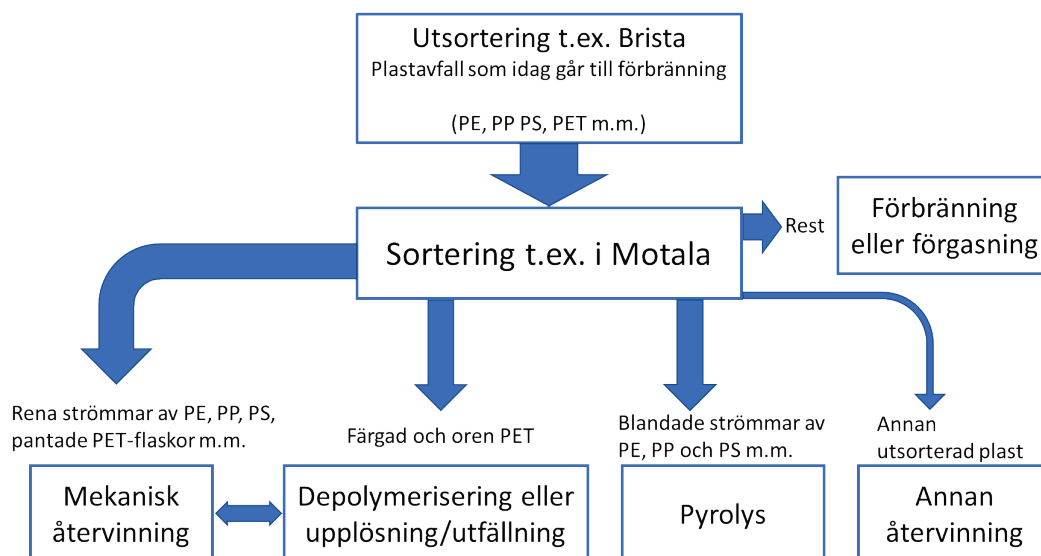 Utsortering t.ex. Brista
Plastavfall som idag går till förbränning
(PE, PP PS, PET m.m.)
Sortering t.ex. i Motala
Rest
Förbränning
eller förgasning
Rena strömmar av PE, PP, PS,
pantade PET-flaskor m.m.
Färgad och oren PET
Blandade strömmar av
PE, PP och PS m.m.
Annan
utsorterad plast
Mekanisk
återvinning
Depolymerisering eller
upplösning/utfällning
Pyrolys
Annan
återvinning